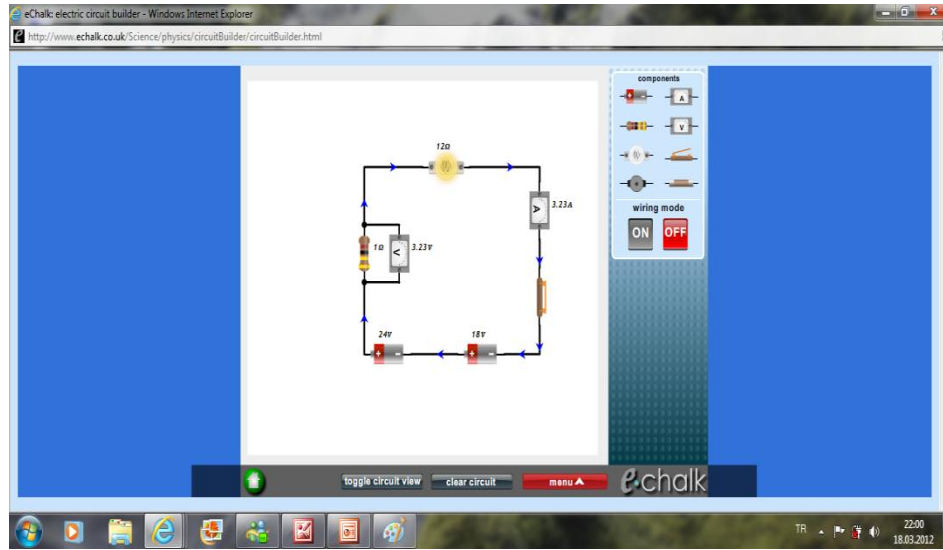 eChalk: electric circuit builder - Windows Internet Explorer
http://www.echalk.co.uk/Science/physics/circuitBuilder/circuitBuilder.html
components
A
V
wiring mode
ON OFF
12Ω
A 3.23A
1Ω V 3.23V
24V 18V
+ - + -
toggle circuit view clear circuit menu e-chalk
TR 22:00
18.03.2012